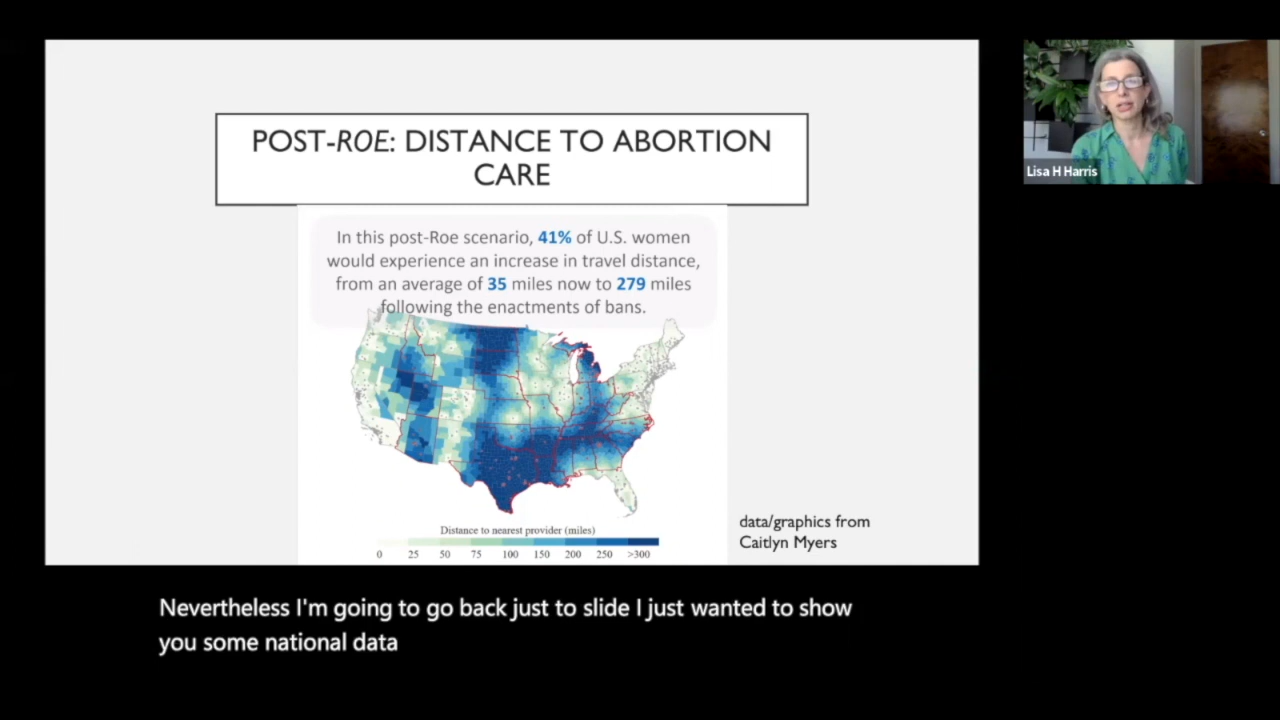 POST-ROE: DISTANCE TO ABORTION
CARE
In this post-Roe scenario, 41% of U.S. women
would experience an increase in travel distance,
from an average of 35 miles now to 279 miles
following the enactments of bans.
Distance to nearest provider (miles)
0 25 50 75 100 150 200 250 >300
data/graphics from
Caitlyn Myers
Lisa H Harris
Nevertheless I'm going to go back just to slide I just wanted to show
you some national data